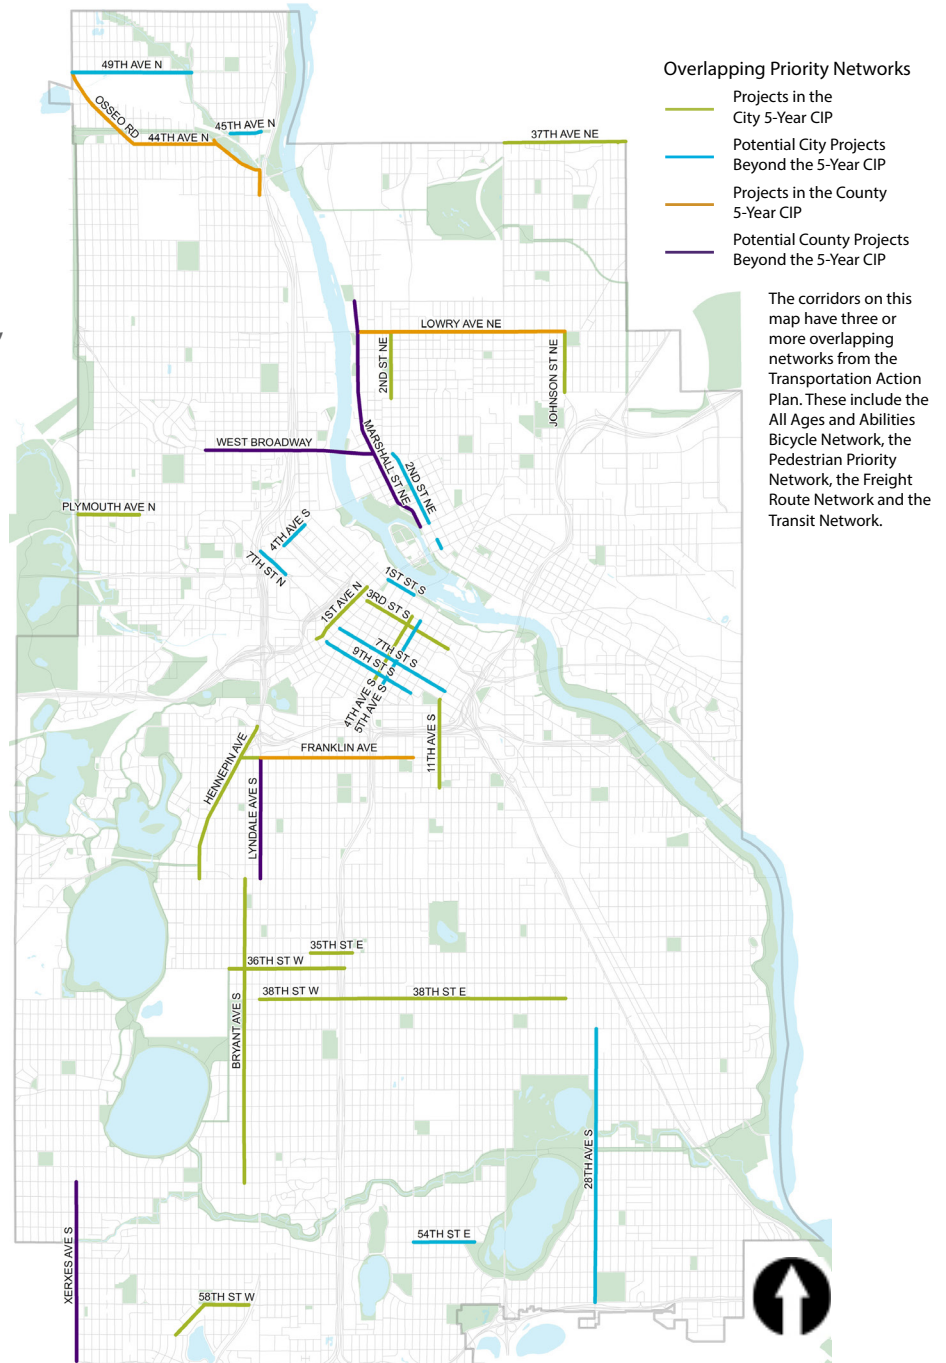 49TH AVE N
OSSEO RD
45TH AVE N
44TH AVE N
37TH AVE NE
Overlapping Priority Networks
Projects in the
City 5-Year CIP
Potential City Projects
Beyond the 5-Year CIP
Projects in the County
5-Year CIP
Potential County Projects
Beyond the 5-Year CIP
The corridors on this
map have three or
more overlapping
networks from the
Transportation Action
Plan. These include the
All Ages and Abilities
Bicycle Network, the
Pedestrian Priority
Network, the Freight
Route Network and the
Transit Network.
LOWRY AVE NE
2ND ST NE
JOHNSON ST NE
WEST BROADWAY
MARSHALL ST NE
2ND ST NE
PLYMOUTH AVE N
4TH AVE S
7TH ST N
1ST ST S
1ST AVE N
3RD ST S
7TH ST S
9TH ST S
4TH AVE S
5TH AVE S
11TH AVE S
HENNEPIN AVE
FRANKLIN AVE
LYNDALE AVE S
35TH ST E
36TH ST W
38TH ST W
38TH ST E
BRYANT AVE S
28TH AVE S
54TH ST E
XERXES AVE S
58TH ST W